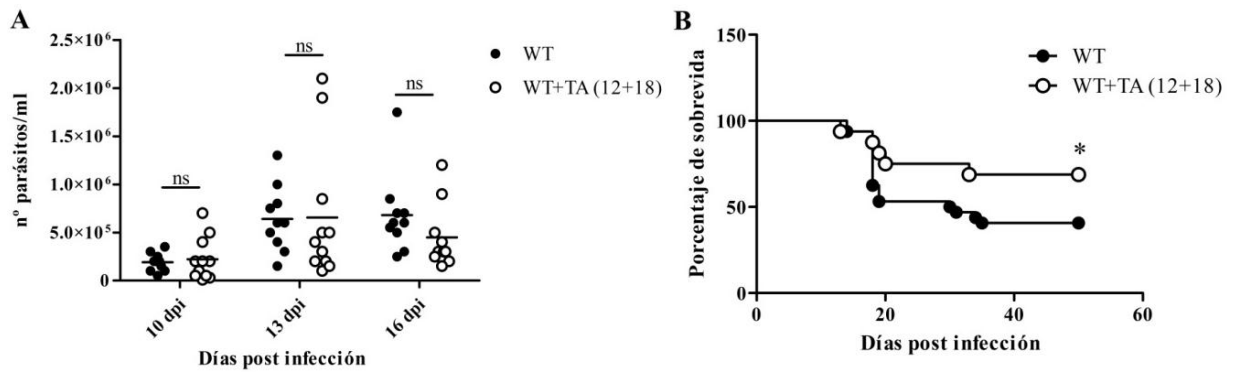 A
2.5×10⁶
2.0×10⁶
1.5×10⁶
1.0×10⁶
5.0×10⁵
0
nº parásitos/ml
ns
ns
ns
10 dpi
13 dpi
16 dpi
Días post infección
WT
WT+TA (12+18)
B
150
100
50
0
Porcentaje de sobrevida
*
0
20
40
60
Días post infección
WT
WT+TA (12+18)